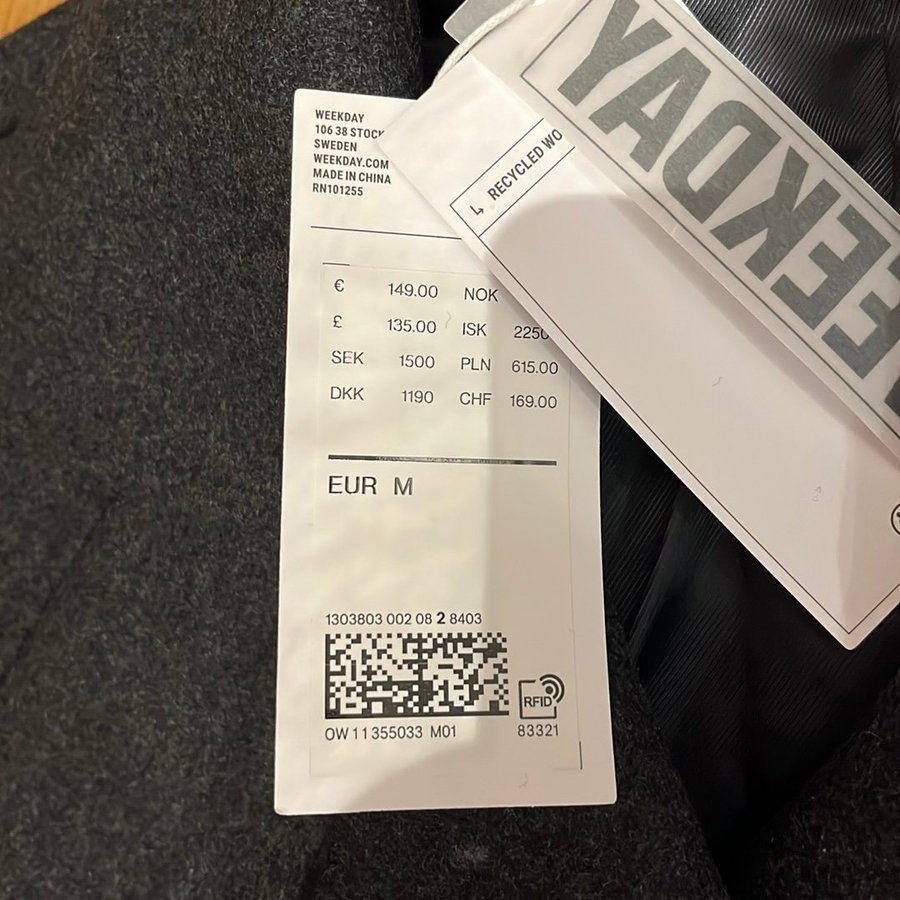 WEEKDAY
106 38 STOCK
SWEDEN
WEEKDAY.COM
MADE IN CHINA
RN101255
€ 149.00 NOK
£ 135.00 ISK 2250
SEK 1500 PLN 615.00
DKK 1190 CHF 169.00
EUR M
1303803 002 08 2 8403
RFID
OW 11 355033 M01 83321
↳ RECYCLED WO
EEKDAY